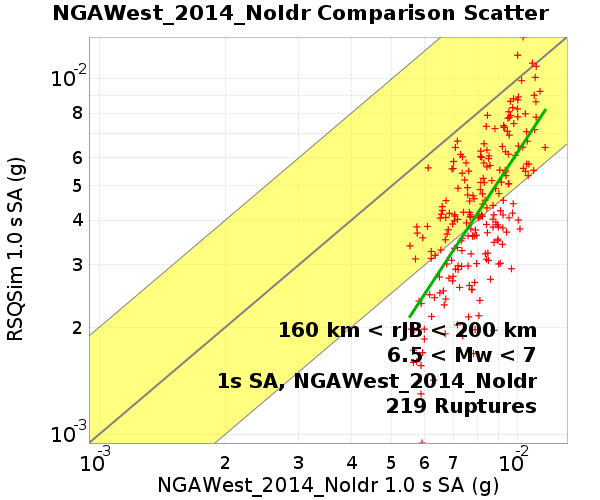 NGAWest_2014_NoIdr Comparison Scatter
RSQSim 1.0 s SA (g)
10-2
8
6
5
4
3
2
10-3
160 km < rJB < 200 km
6.5 < Mw < 7
1s SA, NGAWest_2014_NoIdr
219 Ruptures
10-3 2 3 4 5 6 7 10-2
NGAWest_2014_NoIdr 1.0 s SA (g)